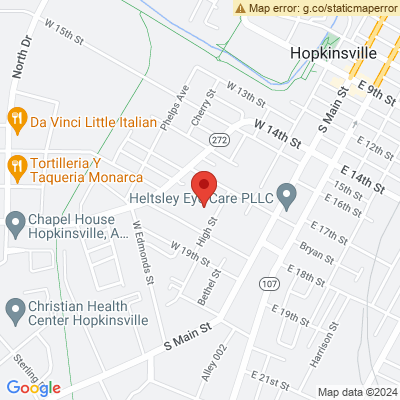 Map error: g.co/staticmaperror
North Dr
W 15th St
Hopkinsville
E 9th St
Phelps Ave
Cherry St
W 13th St
S Main St
Da Vinci Little Italian
272
W 14th St
E 12th St
Tortilleria Y
Taqueria Monarca
E 14th St
15th St
Heltsley Eye Care PLLC
E 16th St
Chapel House
Hopkinsville, A...
W Edmonds St
High St
E 17th St
W 19th St
Bryan St
Bethel St
E 18th St
107
Christian Health
Center Hopkinsville
E 19th St
S Main St
Harrison St
Alley 002
Sterling
E 21st St
Google
Map data ©2024